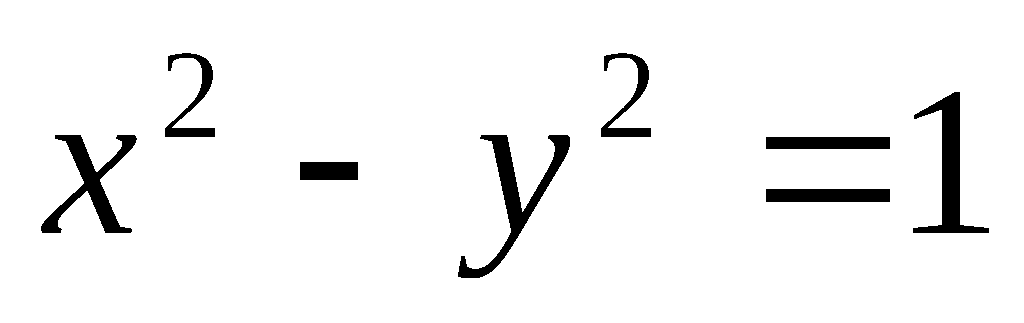 x² - y² =1